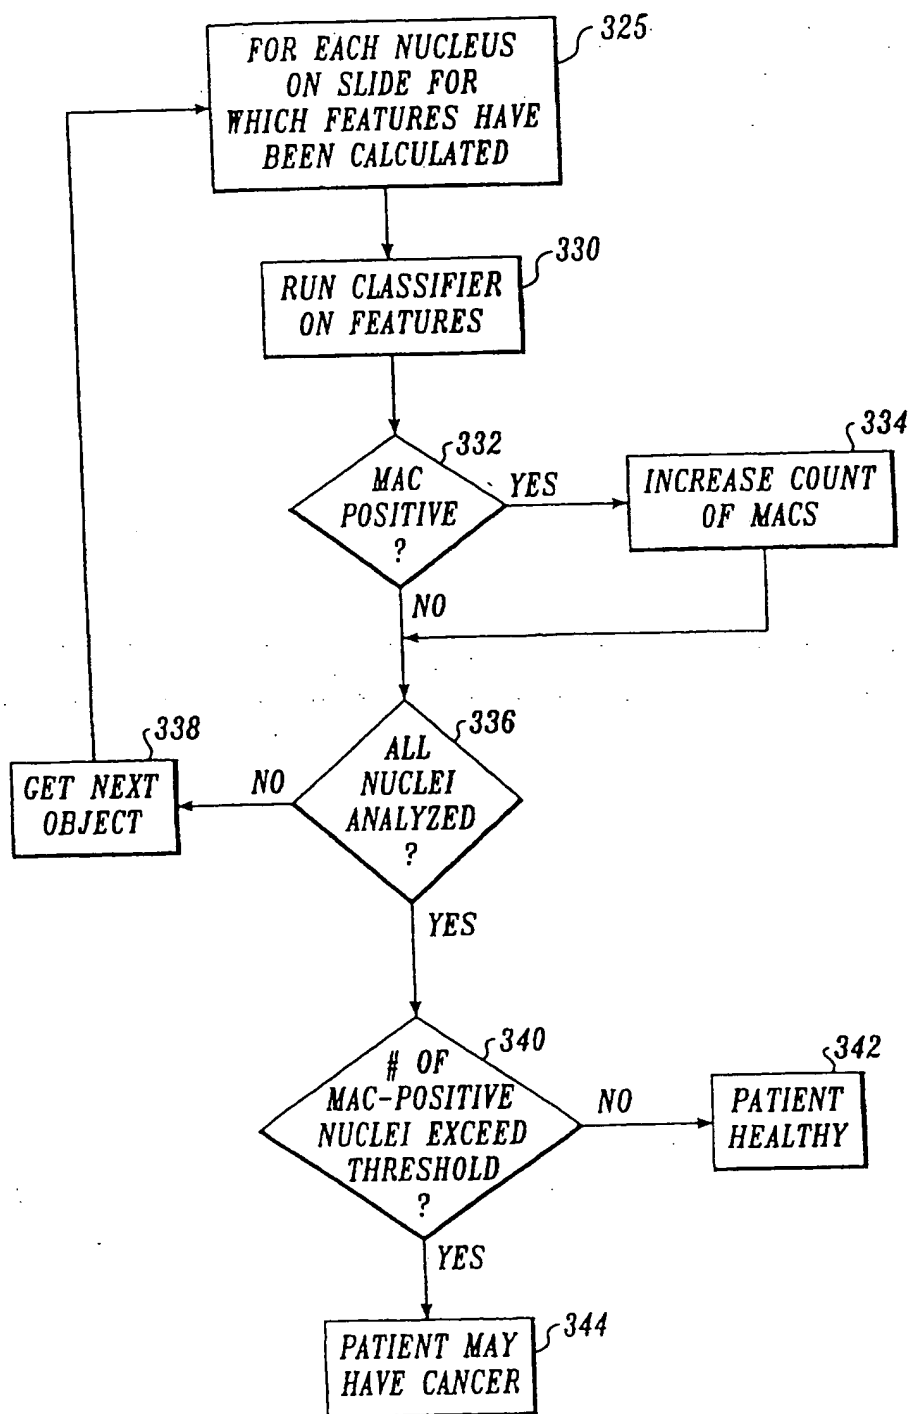 325
FOR EACH NUCLEUS
ON SLIDE FOR
WHICH FEATURES HAVE
BEEN CALCULATED
330
RUN CLASSIFIER
ON FEATURES
332
MAC
POSITIVE
?
YES
334
INCREASE COUNT
OF MACS
NO
336
ALL
NUCLEI
ANALYZED
?
NO
338
GET NEXT
OBJECT
YES
340
# OF
MAC-POSITIVE
NUCLEI EXCEED
THRESHOLD
?
NO
342
PATIENT
HEALTHY
YES
344
PATIENT MAY
HAVE CANCER